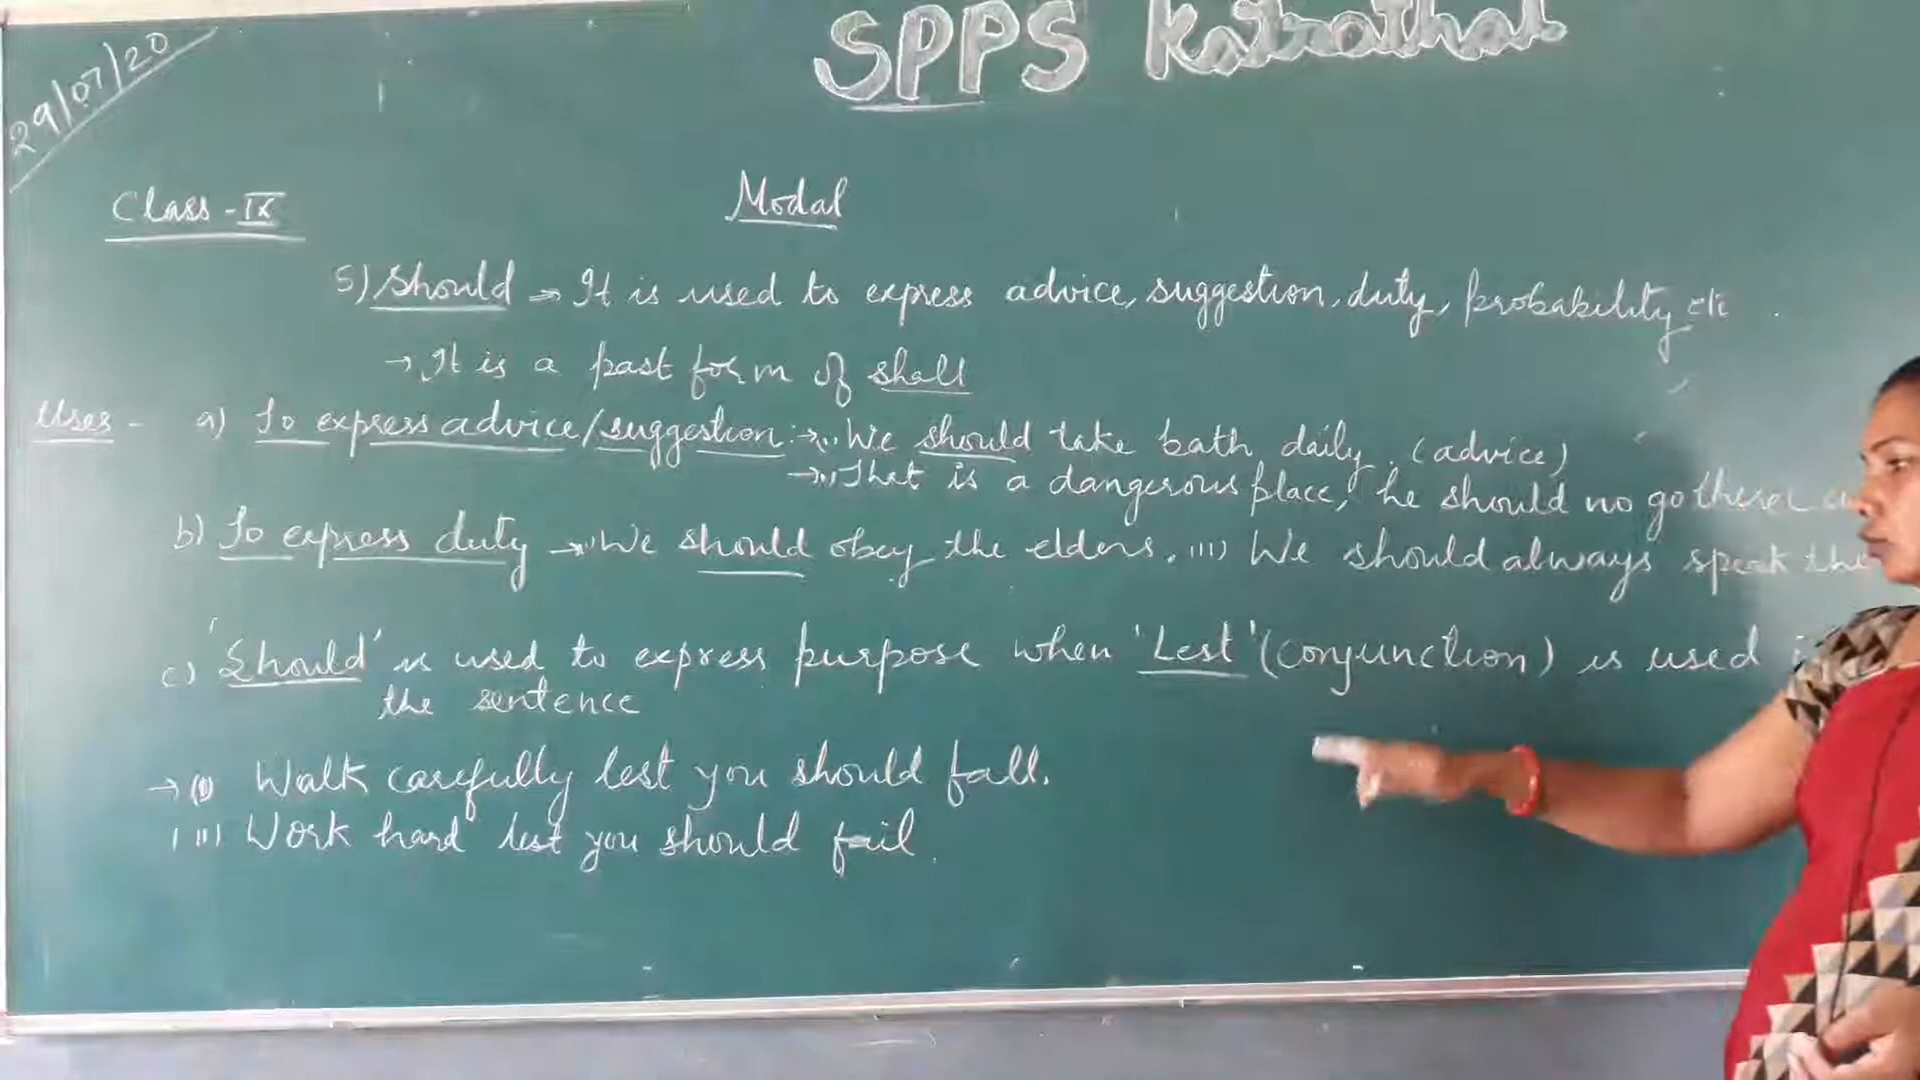 29/07/20
SPPS Katrathal
Class - IX
Modal
5) Should → It is used to express advice, suggestion, duty, probability etc.
→ It is a past form of shall
Uses - a) To express advice/suggestion :→ (i) We should take bath daily. (advice)
→ (ii) That is a dangerous place, he should no go there
b) To express duty → (i) We should obey the elders. (ii) We should always speak the
c) 'Should' is used to express purpose when 'Lest' (conjunction) is used
the sentence
→ (i) Walk carefully lest you should fall.
(ii) Work hard lest you should fail.